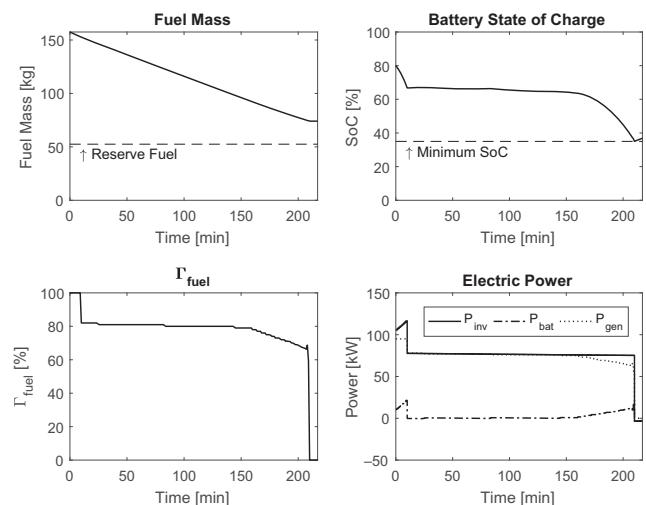 Fuel Mass
Fuel Mass [kg]
150
100
50
0
↑ Reserve Fuel
0 50 100 150 200
Time [min]
Battery State of Charge
SoC [%]
100
80
60
40
20
0
↑ Minimum SoC
0 50 100 150 200
Time [min]
Γfuel
Γfuel [%]
100
80
60
40
20
0
0 50 100 150 200
Time [min]
Electric Power
Power [kW]
150
100
50
0
–50
Pinv Pbat Pgen
0 50 100 150 200
Time [min]